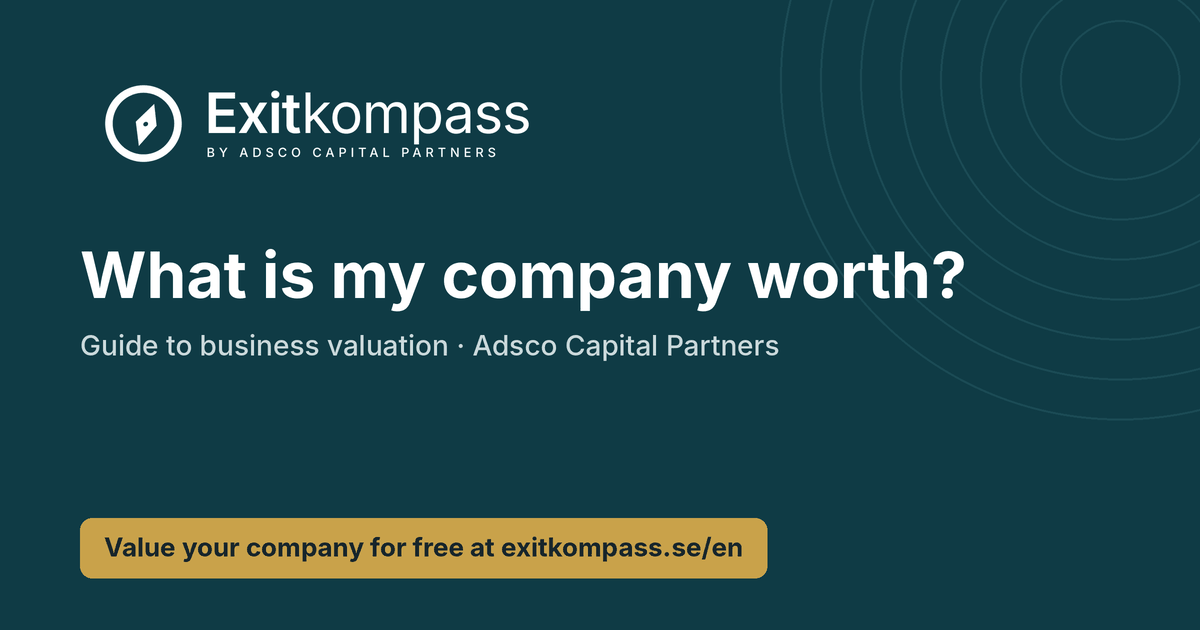 Exitkompass
BY ADSCO CAPITAL PARTNERS
What is my company worth?
Guide to business valuation · Adsco Capital Partners
Value your company for free at exitkompass.se/en